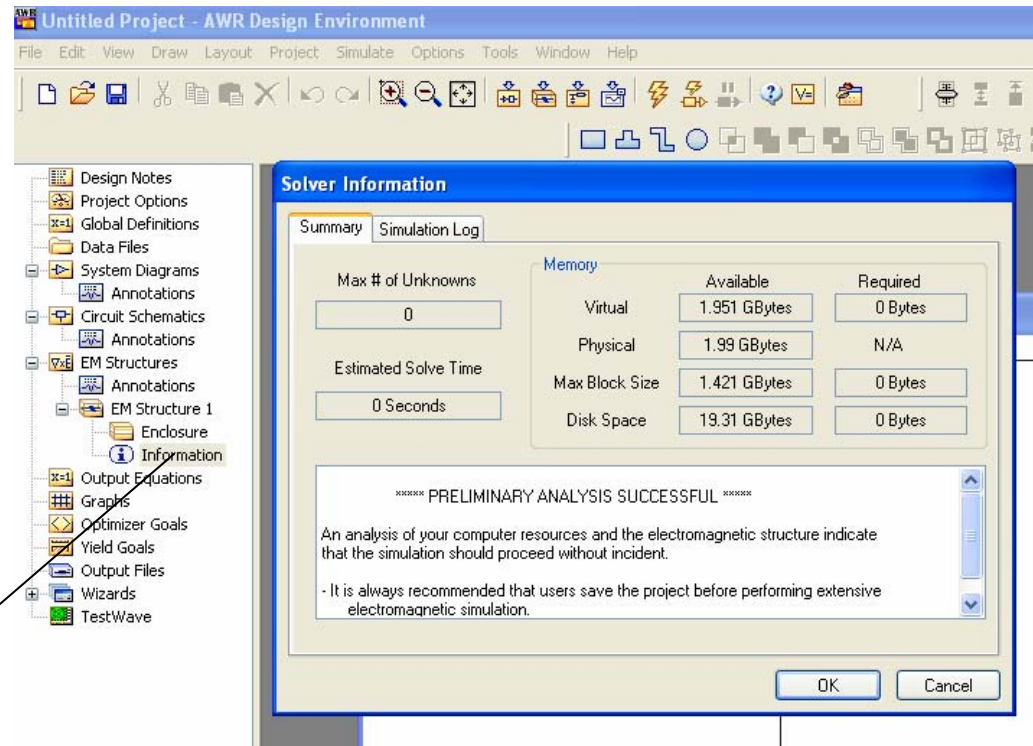 Untitled Project - AWR Design Environment
File Edit View Draw Layout Project Simulate Options Tools Window Help
Design Notes
Project Options
Global Definitions
Data Files
System Diagrams
Annotations
Circuit Schematics
Annotations
EM Structures
Annotations
EM Structure 1
Enclosure
Information
Output Equations
Graphs
Optimizer Goals
Yield Goals
Output Files
Wizards
TestWave
Solver Information
Summary Simulation Log
Max # of Unknowns
0
Estimated Solve Time
0 Seconds
Memory
Available Required
Virtual 1.951 GBytes 0 Bytes
Physical 1.99 GBytes N/A
Max Block Size 1.421 GBytes 0 Bytes
Disk Space 19.31 GBytes 0 Bytes
***** PRELIMINARY ANALYSIS SUCCESSFUL *****
An analysis of your computer resources and the electromagnetic structure indicate
that the simulation should proceed without incident.
- It is always recommended that users save the project before performing extensive
electromagnetic simulation.
OK Cancel